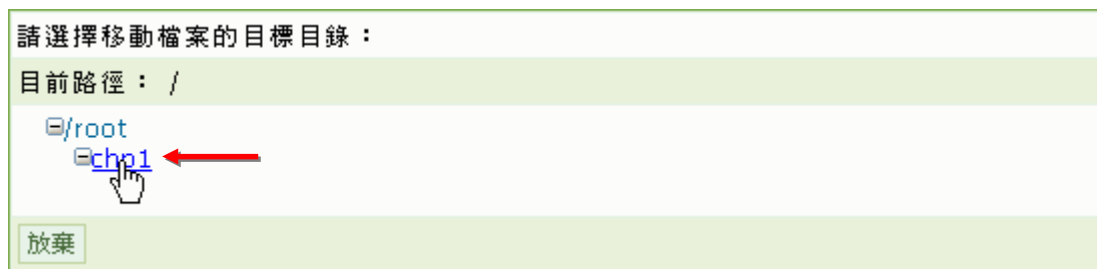 請選擇移動檔案的目標目錄：
目前路徑： /
/root
chp1
放棄